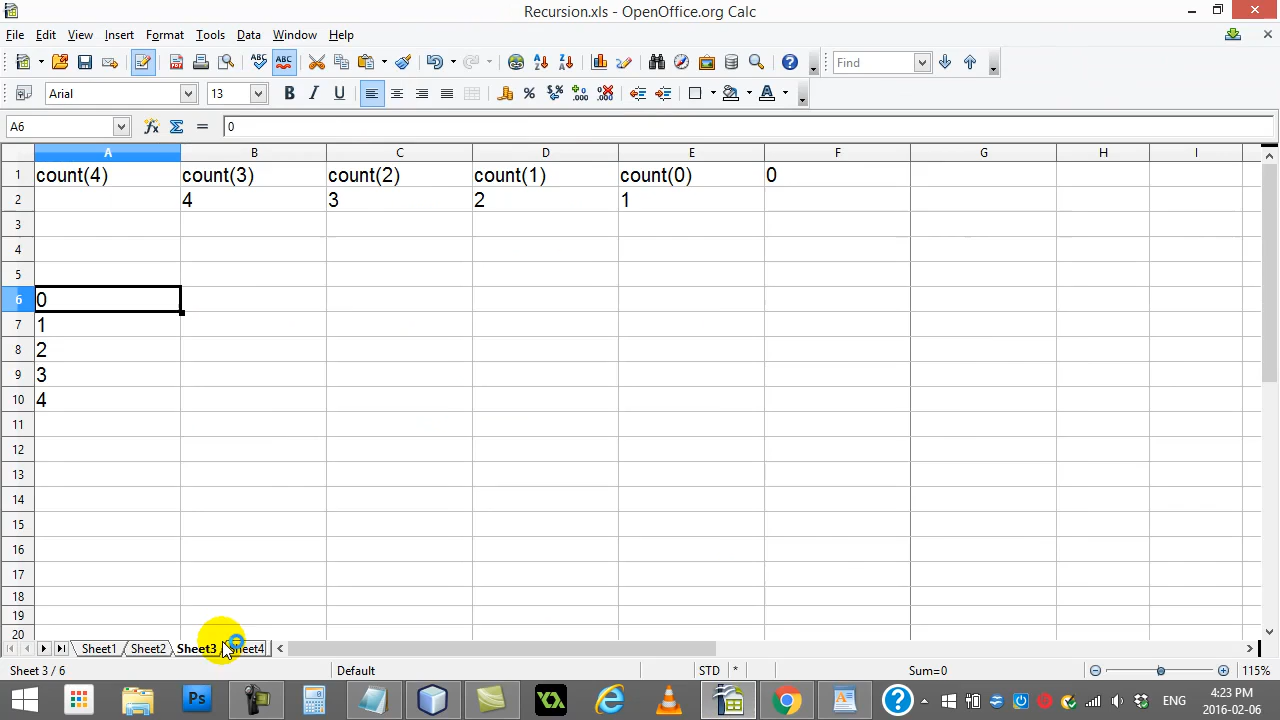 Recursion.xls - OpenOffice.org Calc
File Edit View Insert Format Tools Data Window Help
Find
Arial 13
A6 0
A B C D E F G H I
1 count(4) count(3) count(2) count(1) count(0) 0
2 4 3 2 1
3
4
5
6 0
7 1
8 2
9 3
10 4
11
12
13
14
15
16
17
18
19
20
Sheet1 Sheet2 Sheet3 Sheet4
Sheet 3 / 6 Default STD * Sum=0 115%
Ps ENG 4:23 PM
2016-02-06